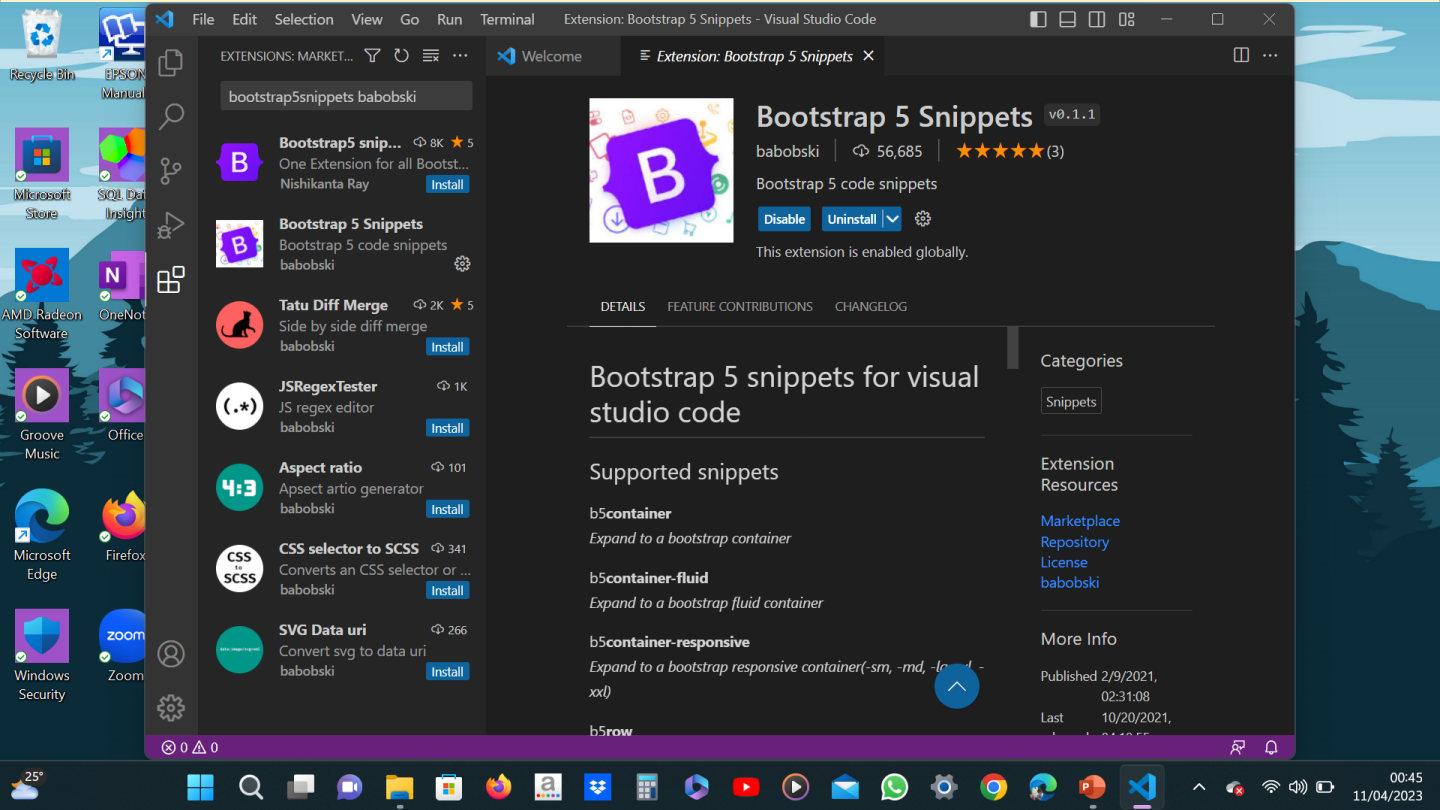 File Edit Selection View Go Run Terminal
Extension: Bootstrap 5 Snippets - Visual Studio Code
Recycle Bin
EPSON
Manual
Microsoft
Store
SQL Dai
Insight
AMD Radeon
Software
OneNot
Groove
Music
Office
Microsoft
Edge
Firefox
Windows
Security
zoom
Zoom
EXTENSIONS: MARKET...
bootstrap5snippets babobski
Bootstrap5 snip... 8K 5
One Extension for all Bootst...
Nishikanta Ray Install
Bootstrap 5 Snippets
Bootstrap 5 code snippets
babobski
Tatu Diff Merge 2K 5
Side by side diff merge
babobski Install
(.*)
JSRegexTester 1K
JS regex editor
babobski Install
4:3
Aspect ratio 101
Apsect artio generator
babobski Install
CSS
to
SCSS
CSS selector to SCSS 341
Converts an CSS selector or ...
babobski Install
SVG Data uri 266
Convert svg to data uri
babobski Install
Welcome
Extension: Bootstrap 5 Snippets
Bootstrap 5 Snippets v0.1.1
babobski 56,685 (3)
Bootstrap 5 code snippets
Disable Uninstall
This extension is enabled globally.
DETAILS FEATURE CONTRIBUTIONS CHANGELOG
Bootstrap 5 snippets for visual
studio code
Supported snippets
b5container
Expand to a bootstrap container
b5container-fluid
Expand to a bootstrap fluid container
b5container-responsive
Expand to a bootstrap responsive container(-sm, -md,
xxl)
b5row
Categories
Snippets
Extension
Resources
Marketplace
Repository
License
babobski
More Info
Published 2/9/2021,
02:31:08
Last 10/20/2021,
0 0
25°
00:45
11/04/2023